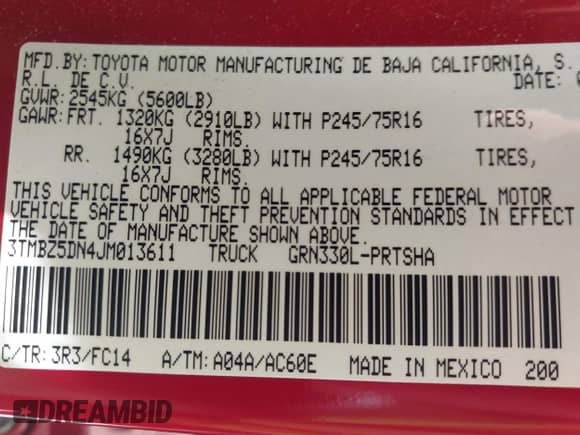 MFD.BY: TOYOTA MOTOR MANUFACTURING DE BAJA CALIFORNIA, S.
R.L. DE C.V. DATE:
GVWR: 2545KG (5600LB)
GAWR: FRT. 1320KG (2910LB) WITH P245/75R16 TIRES,
16X7J RIMS.
RR. 1490KG (3280LB) WITH P245/75R16 TIRES,
16X7J RIMS.
THIS VEHICLE CONFORMS TO ALL APPLICABLE FEDERAL MOTOR
VEHICLE SAFETY AND THEFT PREVENTION STANDARDS IN EFFECT
THE DATE OF MANUFACTURE SHOWN ABOVE.
3TMBZ5DN4JM013611 TRUCK GRN330L-PRTSHA
C/TR: 3R3/FC14 A/TM: A04A/AC60E MADE IN MEXICO 200
DREAMBID